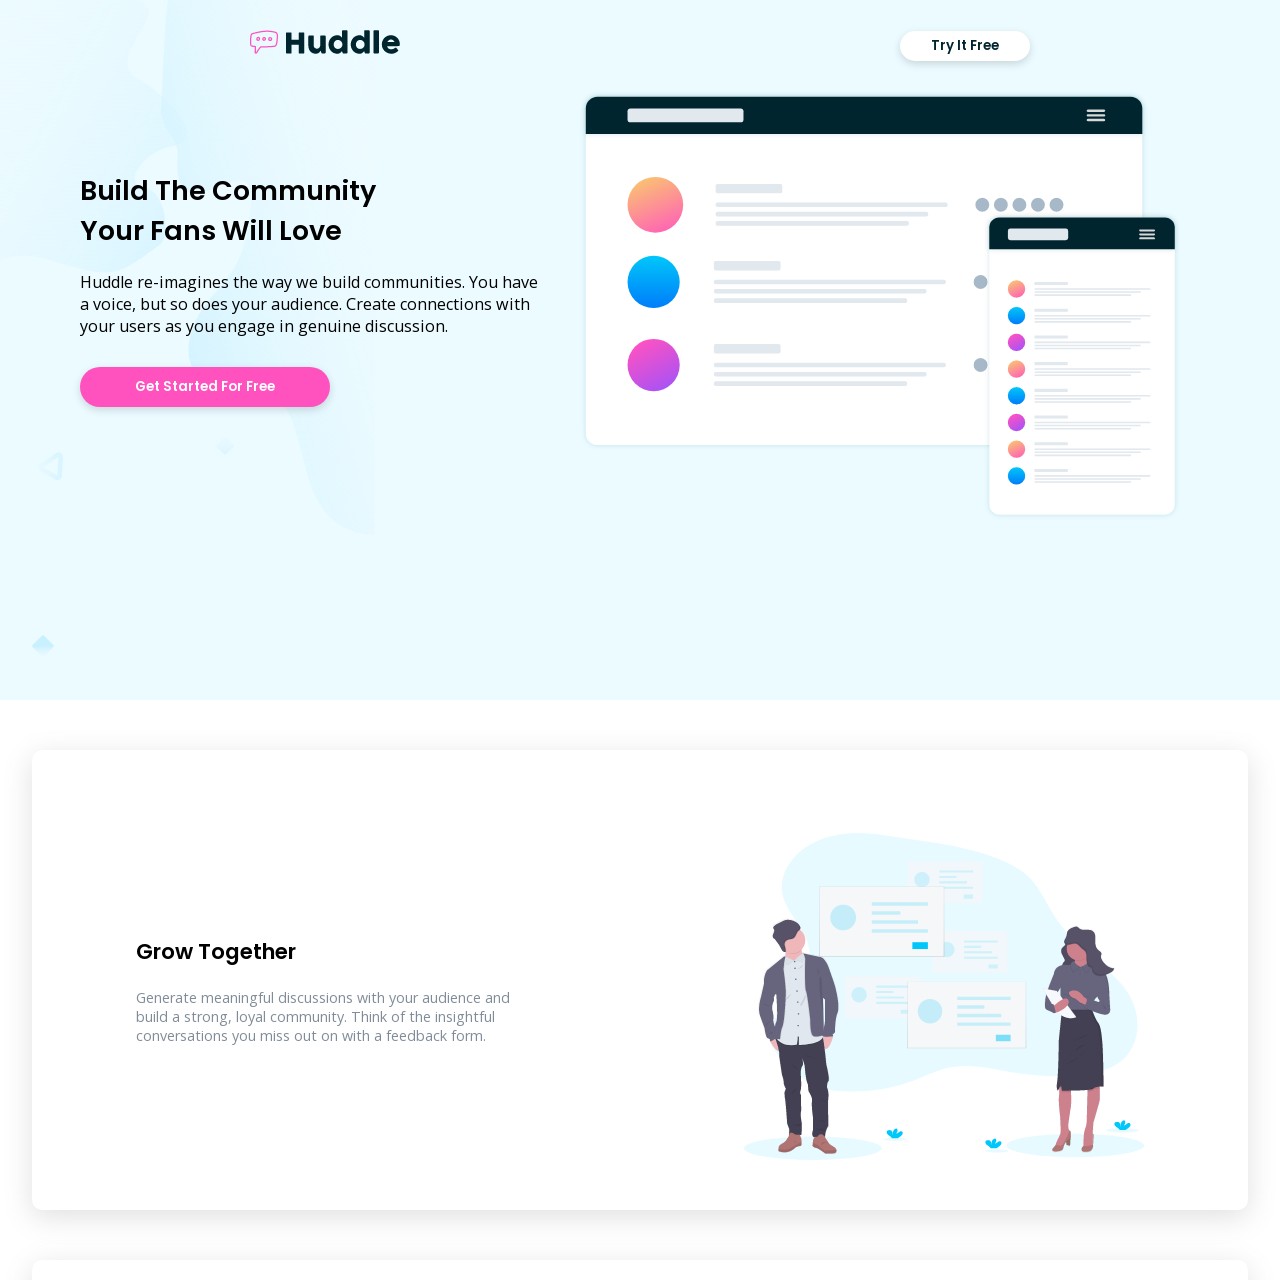 Huddle
Try It Free
Build The Community
Your Fans Will Love
Huddle re-imagines the way we build communities. You have
a voice, but so does your audience. Create connections with
your users as you engage in genuine discussion.
Get Started For Free
Grow Together
Generate meaningful discussions with your audience and
build a strong, loyal community. Think of the insightful
conversations you miss out on with a feedback form.